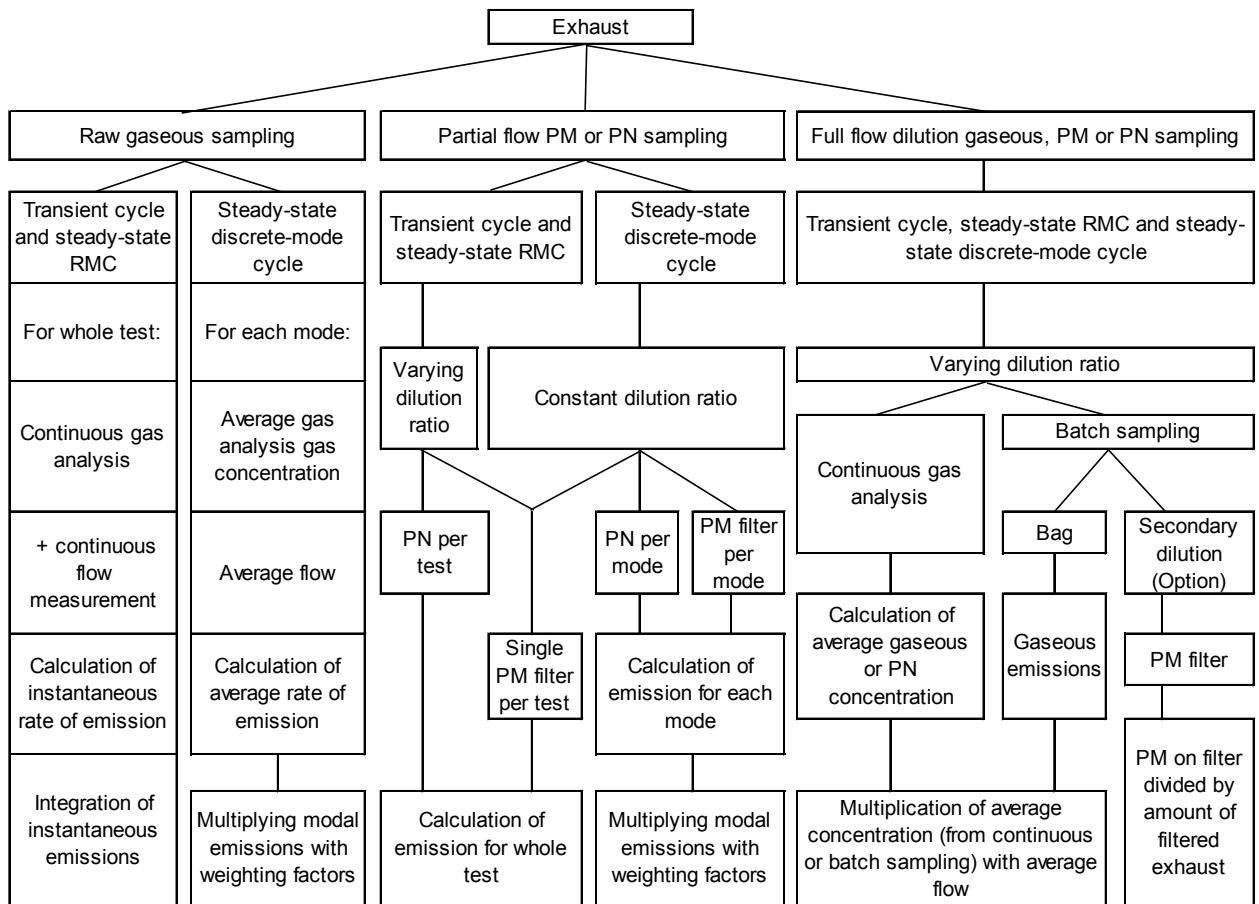 Exhaust
Raw gaseous sampling
Partial flow PM or PN sampling
Full flow dilution gaseous, PM or PN sampling
Transient cycle
and steady-state
RMC
Steady-state
discrete-mode
cycle
Transient cycle and
steady-state RMC
Steady-state
discrete-mode
cycle
Transient cycle, steady-state RMC and steady-
state discrete-mode cycle
For whole test:
For each mode:
Varying
dilution
ratio
Constant dilution ratio
Varying dilution ratio
Continuous gas
analysis
Average gas
analysis gas
concentration
Continuous gas
analysis
Batch sampling
+ continuous
flow
measurement
Average flow
PN per
test
PN per
mode
PM filter
per
mode
Bag
Secondary
dilution
(Option)
Calculation of
instantaneous
rate of emission
Calculation of
average rate of
emission
Single
PM filter
per test
Calculation of
emission for each
mode
Calculation of
average gaseous
or PN
concentration
Gaseous
emissions
PM filter
Integration of
instantaneous
emissions
Multiplying modal
emissions with
weighting factors
Calculation of
emission for whole
test
Multiplying modal
emissions with
weighting factors
Multiplication of average
concentration (from continuous
or batch sampling) with average
flow
PM on filter
divided by
amount of
filtered
exhaust